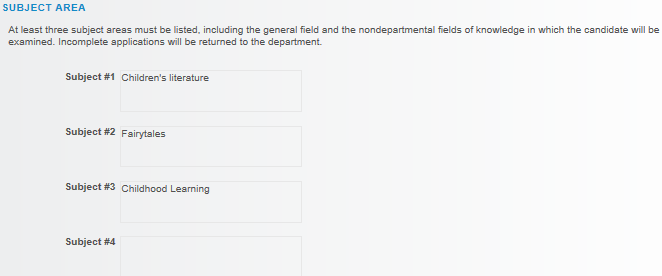 SUBJECT AREA
At least three subject areas must be listed, including the general field and the nondepartmental fields of knowledge in which the candidate will be
examined. Incomplete applications will be returned to the department.
Subject #1 Children's literature
Subject #2 Fairytales
Subject #3 Childhood Learning
Subject #4